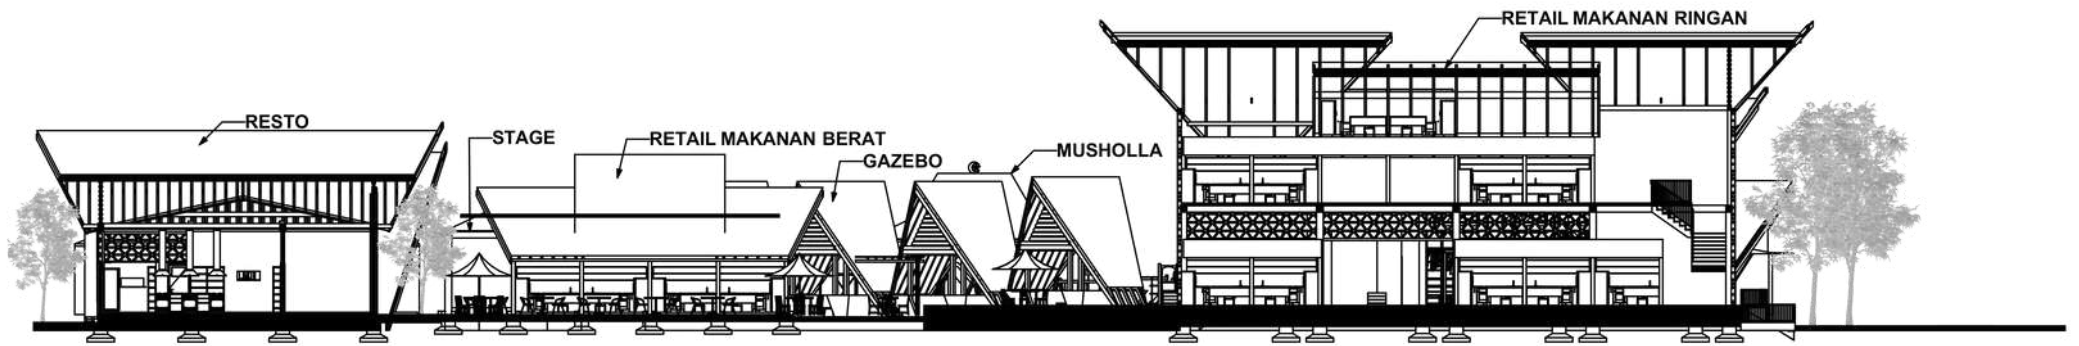 RESTO
STAGE
RETAIL MAKANAN BERAT
GAZEBO
MUSHOLLA
RETAIL MAKANAN RINGAN